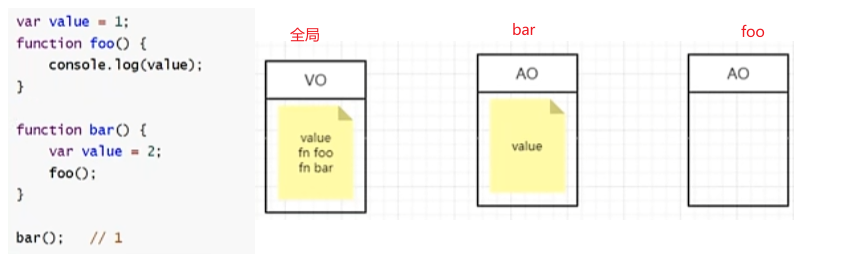 var value = 1;
function foo() {
    console.log(value);
}
function bar() {
    var value = 2;
    foo();
}
bar();   // 1
全局
VO
value
fn foo
fn bar
bar
AO
value
foo
AO